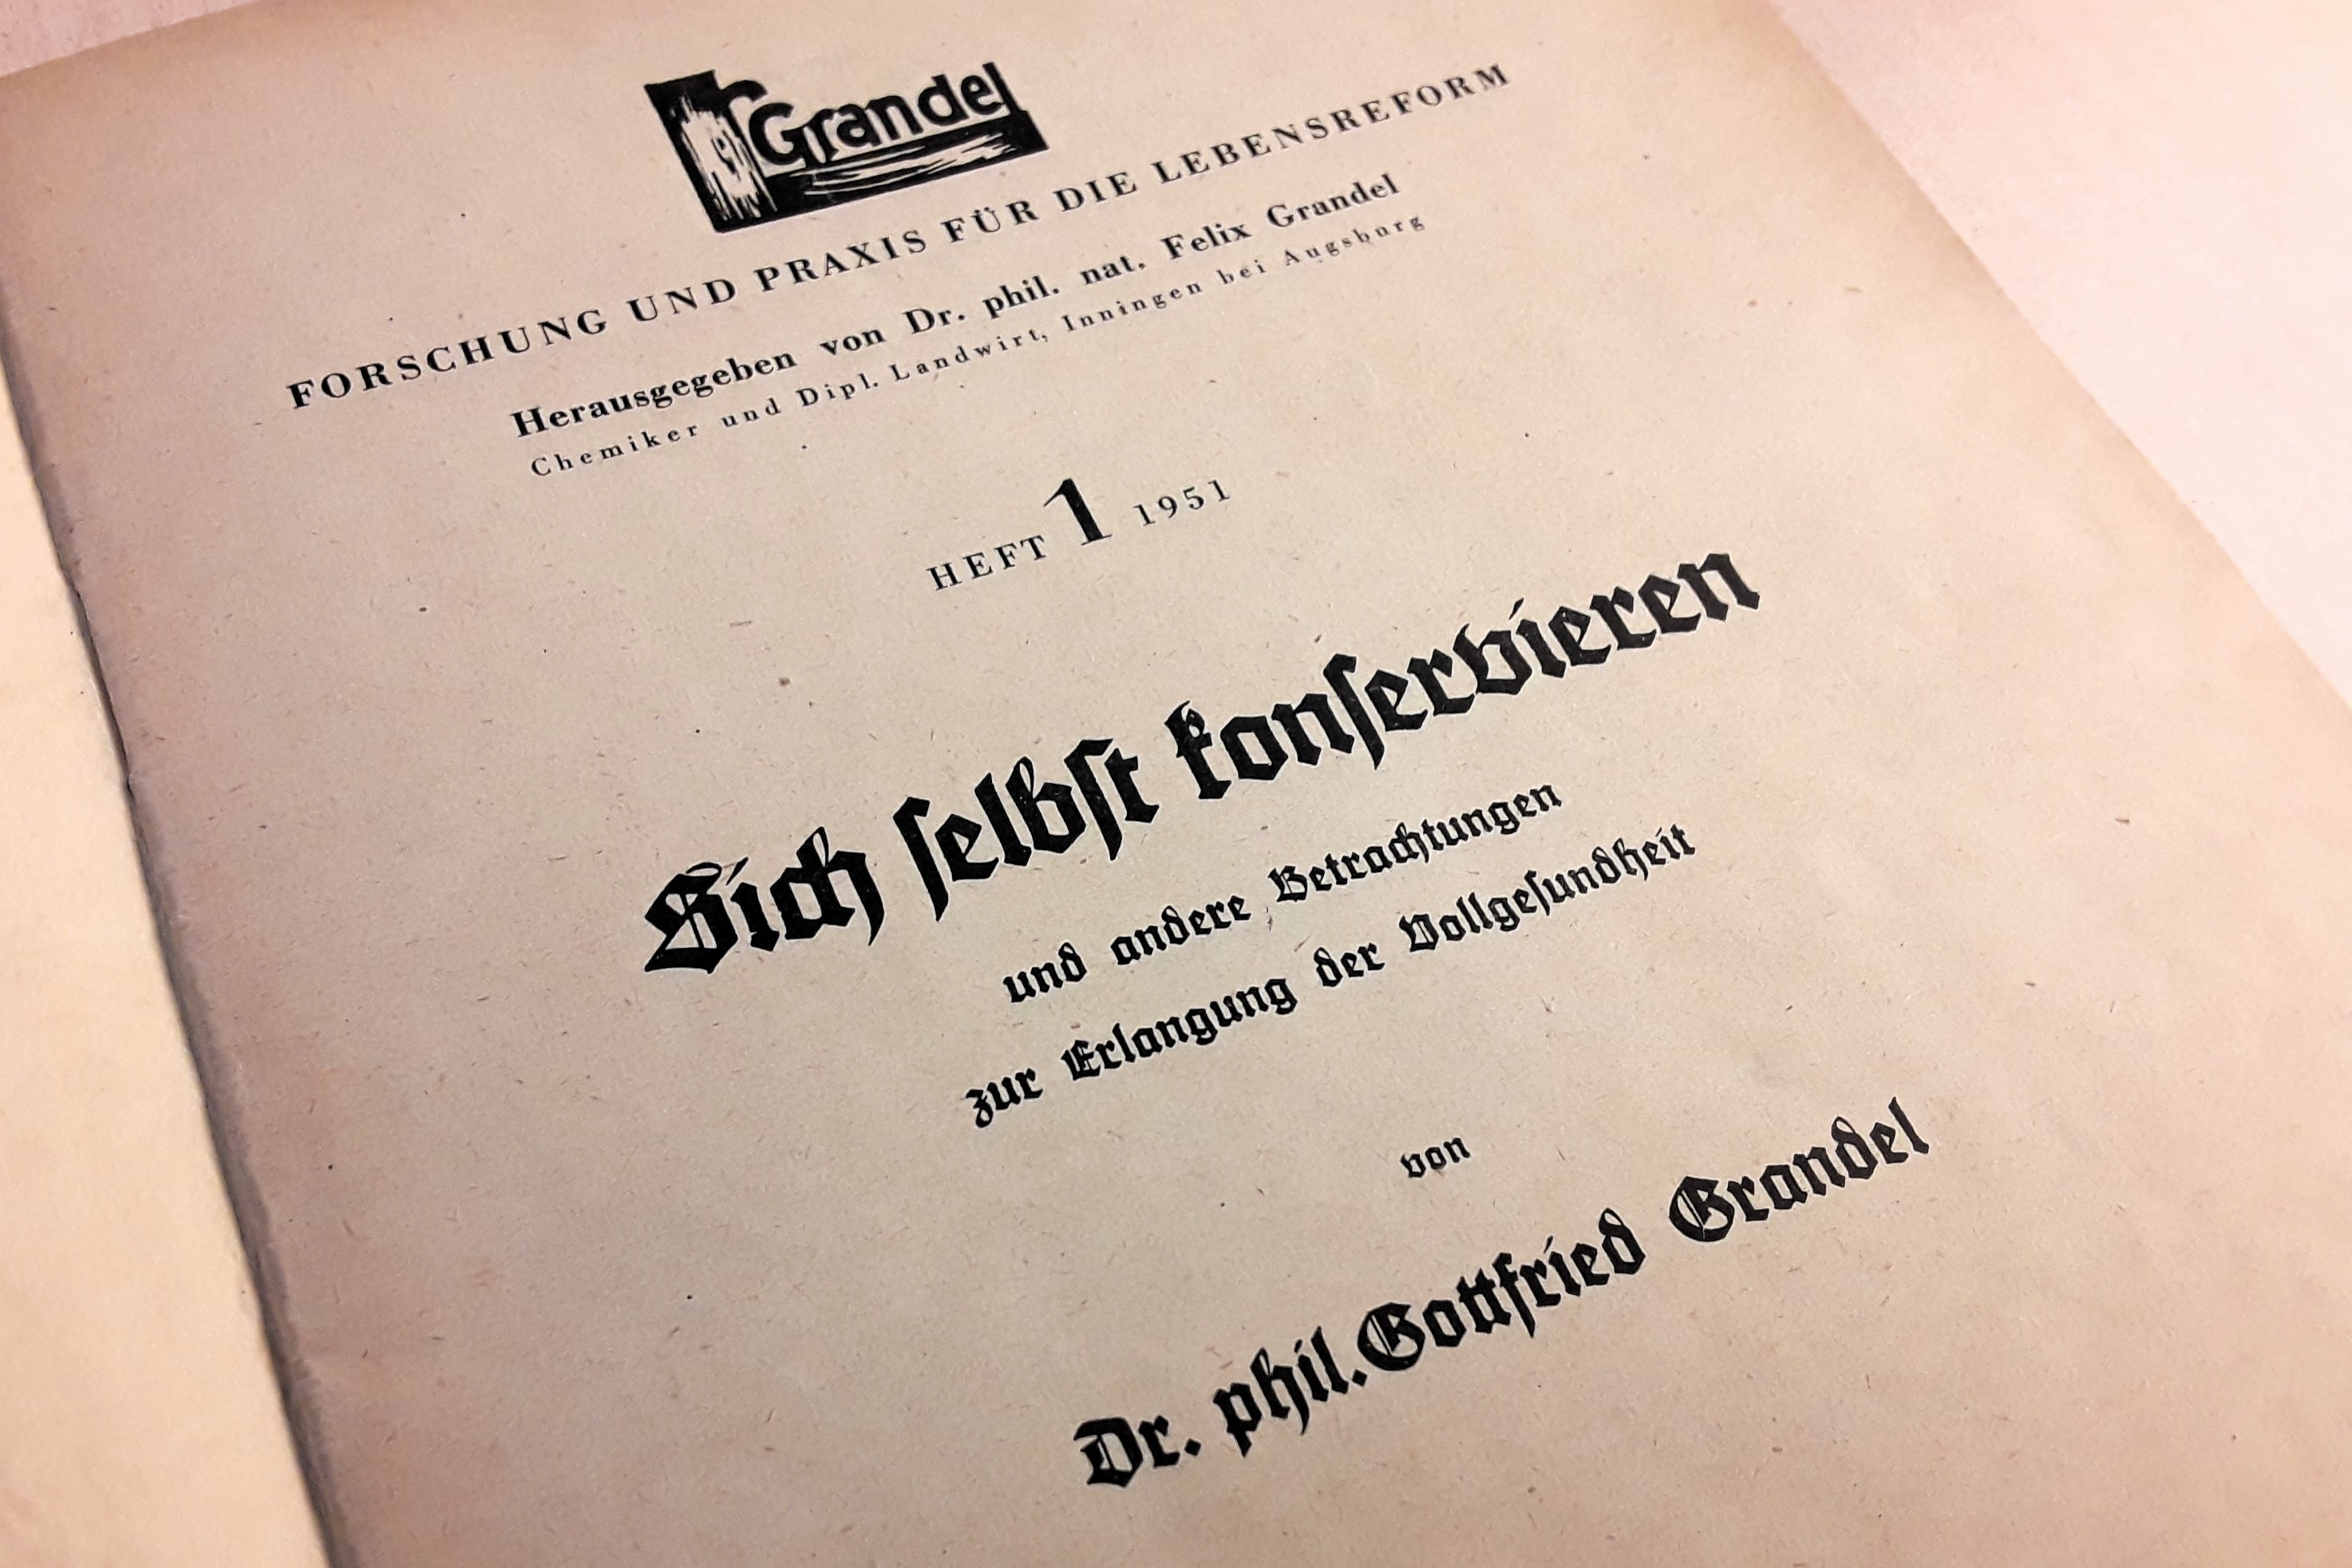 Grandel
FORSCHUNG UND PRAXIS FÜR DIE LEBENSREFORM
Herausgegeben von Dr. phil. nat. Felix Grandel
Chemiker und Dipl. Landwirt, Inningen bei Augsburg
HEFT 1 1951
Sich ſelbſt konſervieren
und andere Betrachtungen
zur Erlangung der Vollgeſundheit
von
Dr. phil. Gottfried Grandel